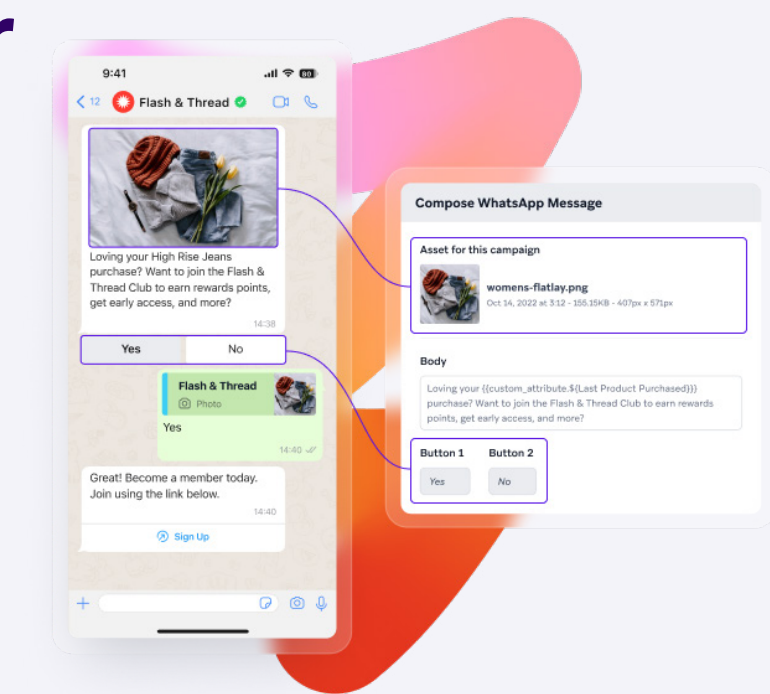 9:41
80
12
Flash & Thread
Loving your High Rise Jeans
purchase? Want to join the Flash &
Thread Club to earn rewards points,
get early access, and more?
14:38
Yes
No
Flash & Thread
Photo
Yes
14:40
Great! Become a member today.
Join using the link below.
14:40
Sign Up
Compose WhatsApp Message
Asset for this campaign
womens-flatlay.png
Oct 14, 2022 at 3:12 - 155.15KB - 407px x 571px
Body
Loving your {{custom_attribute.${Last Product Purchased}}}
purchase? Want to join the Flash & Thread Club to earn rewards
points, get early access, and more?
Button 1
Button 2
Yes
No